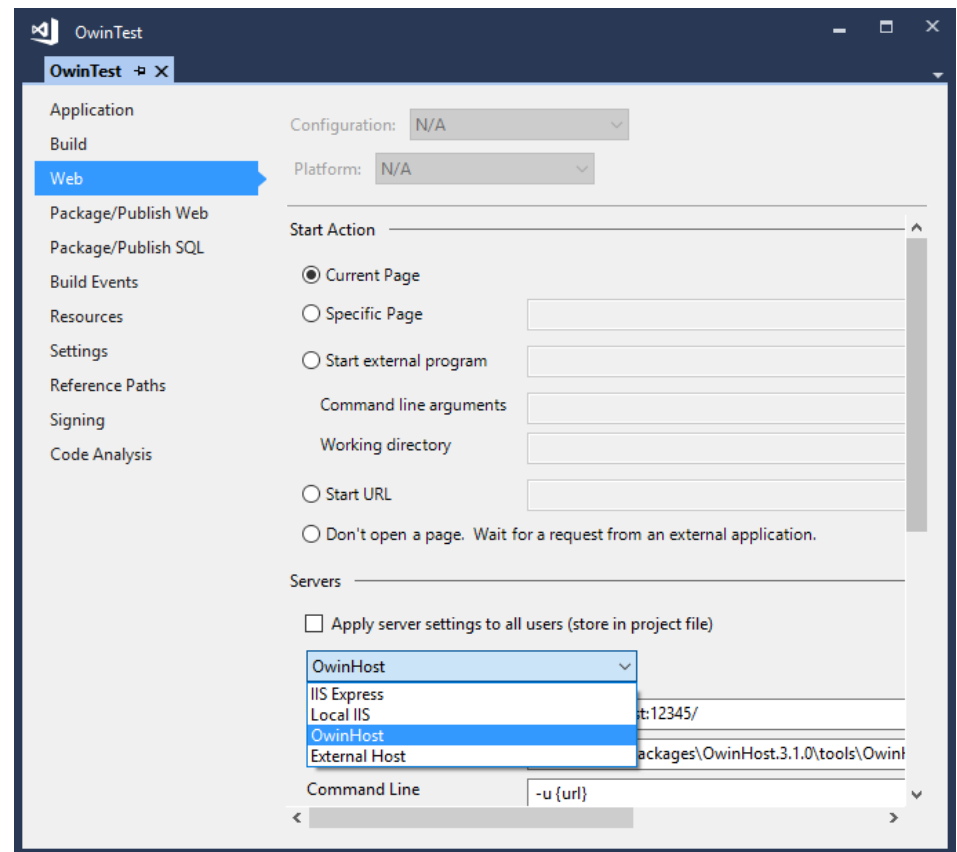 OwinTest
OwinTest
Application
Build
Web
Package/Publish Web
Package/Publish SQL
Build Events
Resources
Settings
Reference Paths
Signing
Code Analysis
Configuration: N/A
Platform: N/A
Start Action
Current Page
Specific Page
Start external program
Command line arguments
Working directory
Start URL
Don't open a page. Wait for a request from an external application.
Servers
Apply server settings to all users (store in project file)
OwinHost
IIS Express
Local IIS
OwinHost
External Host
:12345/
\OwinHost.3.1.0\tools\
Command Line
-u {url}